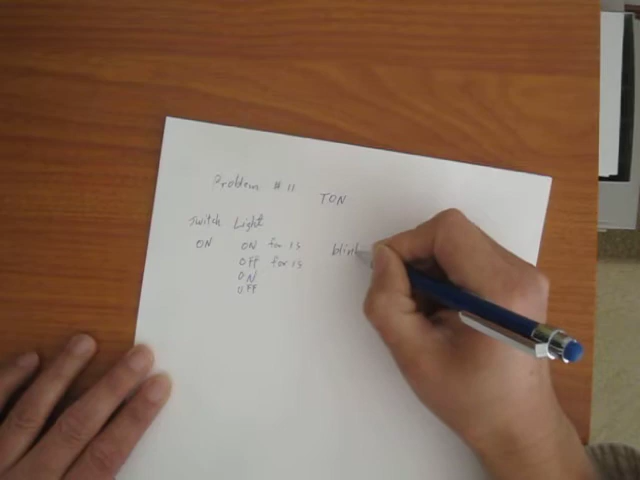 Problem # 11
TON
switch Light
ON ON for 1s
OFF for 1s
ON
OFF